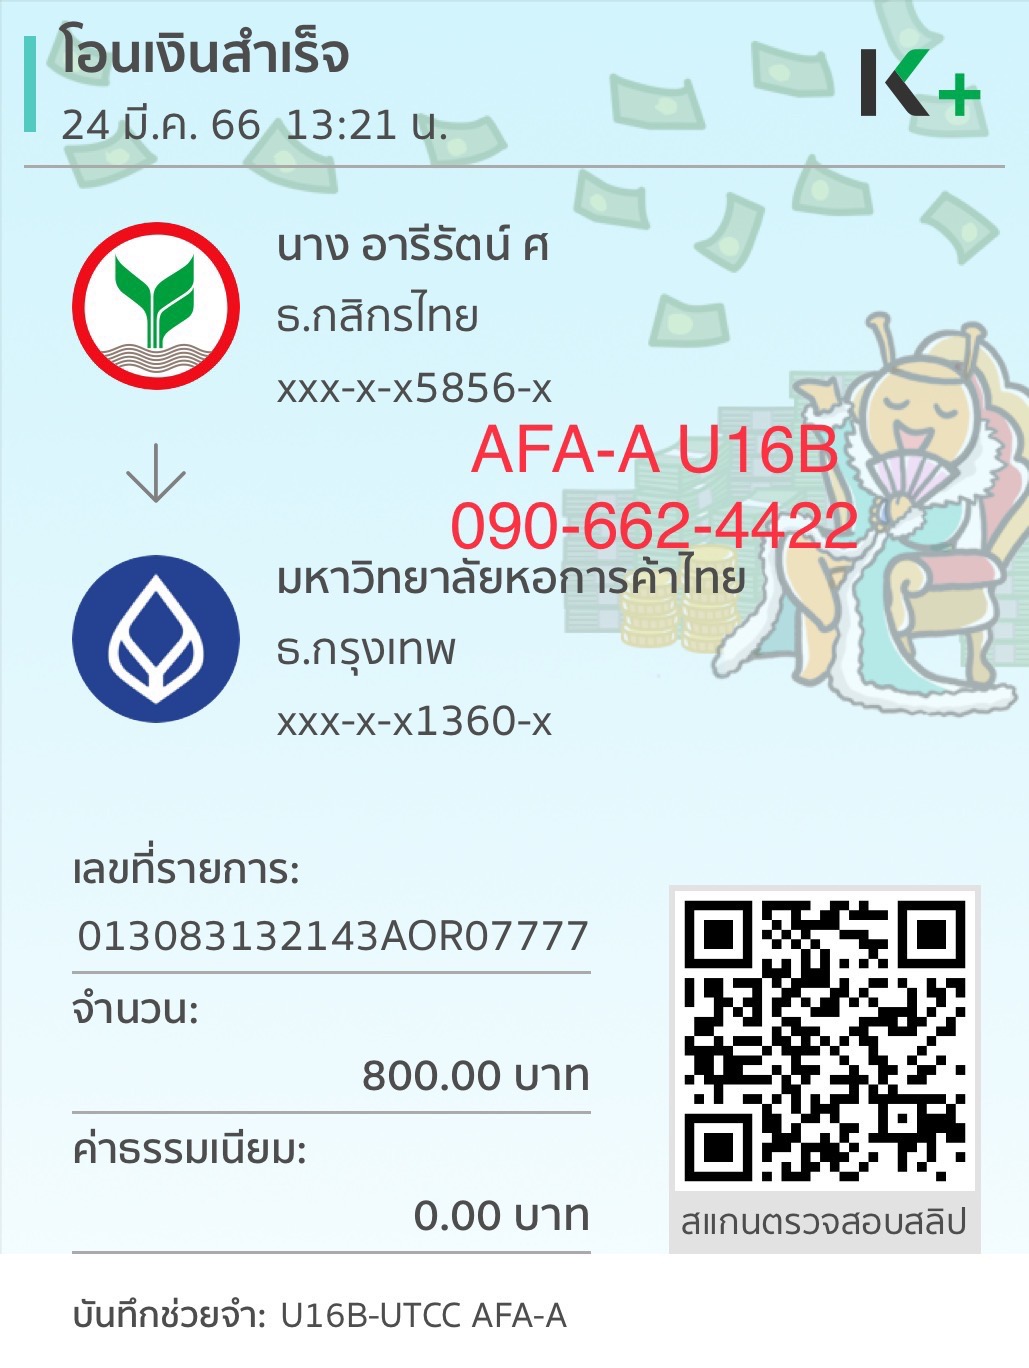 โอนเงินสำเร็จ
24 มี.ค. 66 13:21 น.
K+
นาง อารีรัตน์ ศ
ธ.กสิกรไทย
xxx-x-x5856-x
AFA-A U16B
090-662-4422
มหาวิทยาลัยหอการค้าไทย
ธ.กรุงเทพ
xxx-x-x1360-x
เลขที่รายการ:
013083132143AOR07777
จำนวน:
800.00 บาท
ค่าธรรมเนียม:
0.00 บาท
สแกนตรวจสอบสลิป
บันทึกช่วยจำ: U16B-UTCC AFA-A